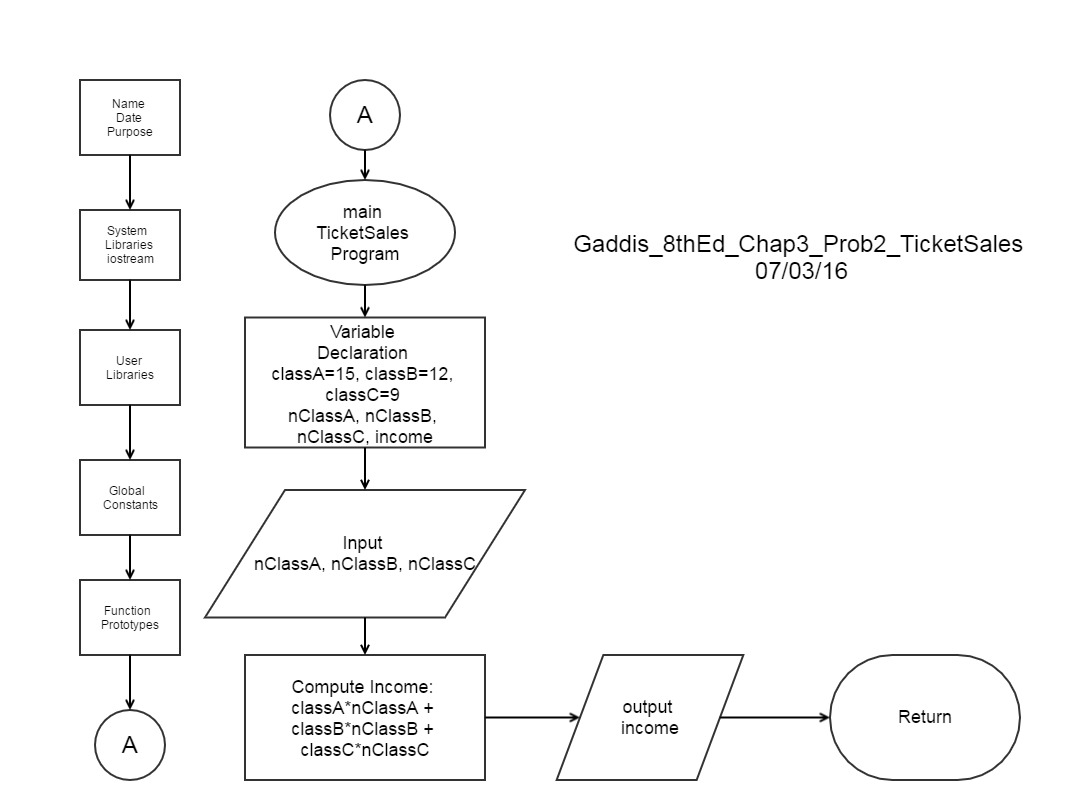 Name
Date
Purpose
System
Libraries
iostream
User
Libraries
Global
Constants
Function
Prototypes
A
A
main
TicketSales
Program
Variable
Declaration
classA=15, classB=12,
classC=9
nClassA, nClassB,
nClassC, income
Input
nClassA, nClassB, nClassC
Compute Income:
classA*nClassA +
classB*nClassB +
classC*nClassC
output
income
Return
Gaddis_8thEd_Chap3_Prob2_TicketSales
07/03/16